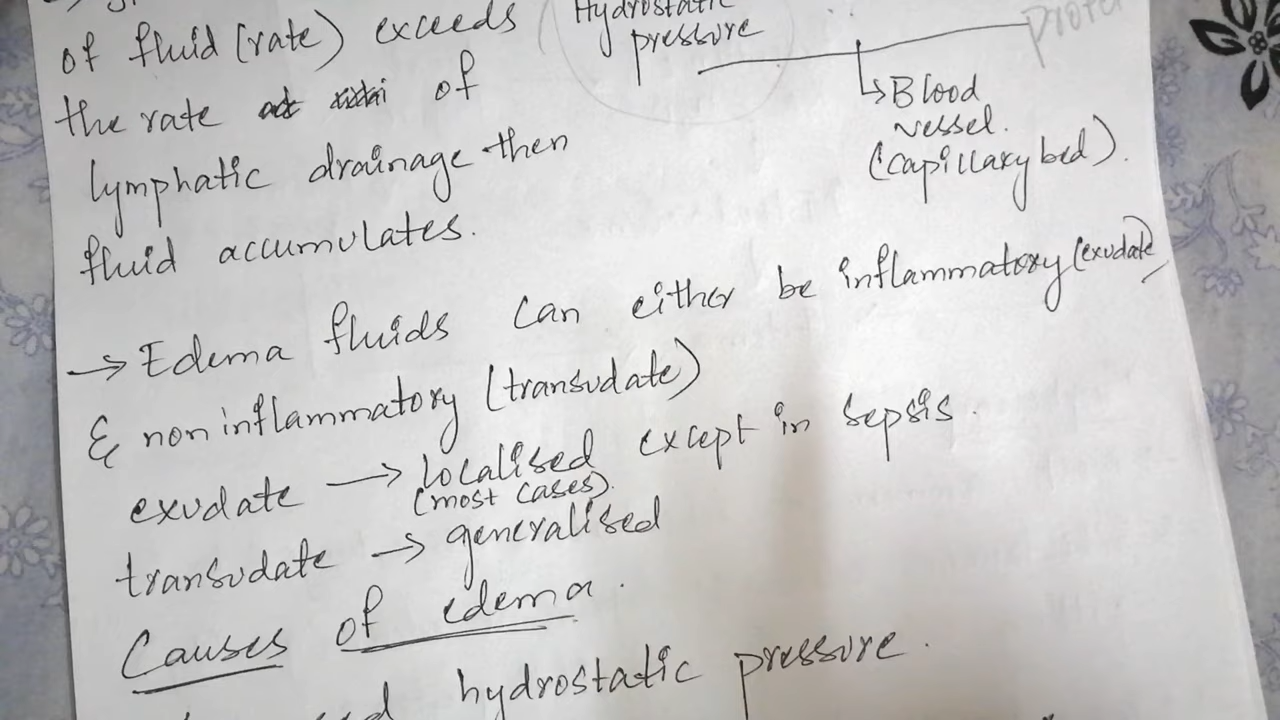 of fluid (rate) exceeds
the rate of
lymphatic drainage then
fluid accumulates.
Hydrostatic
pressure
↳ Blood
vessel.
(capillary bed).
→ Edema fluids can either be inflammatory (exudate)
& non inflammatory (transudate)
exudate → localised except in sepsis.
(most cases).
transudate → generalised
Causes of edema.
hydrostatic pressure.